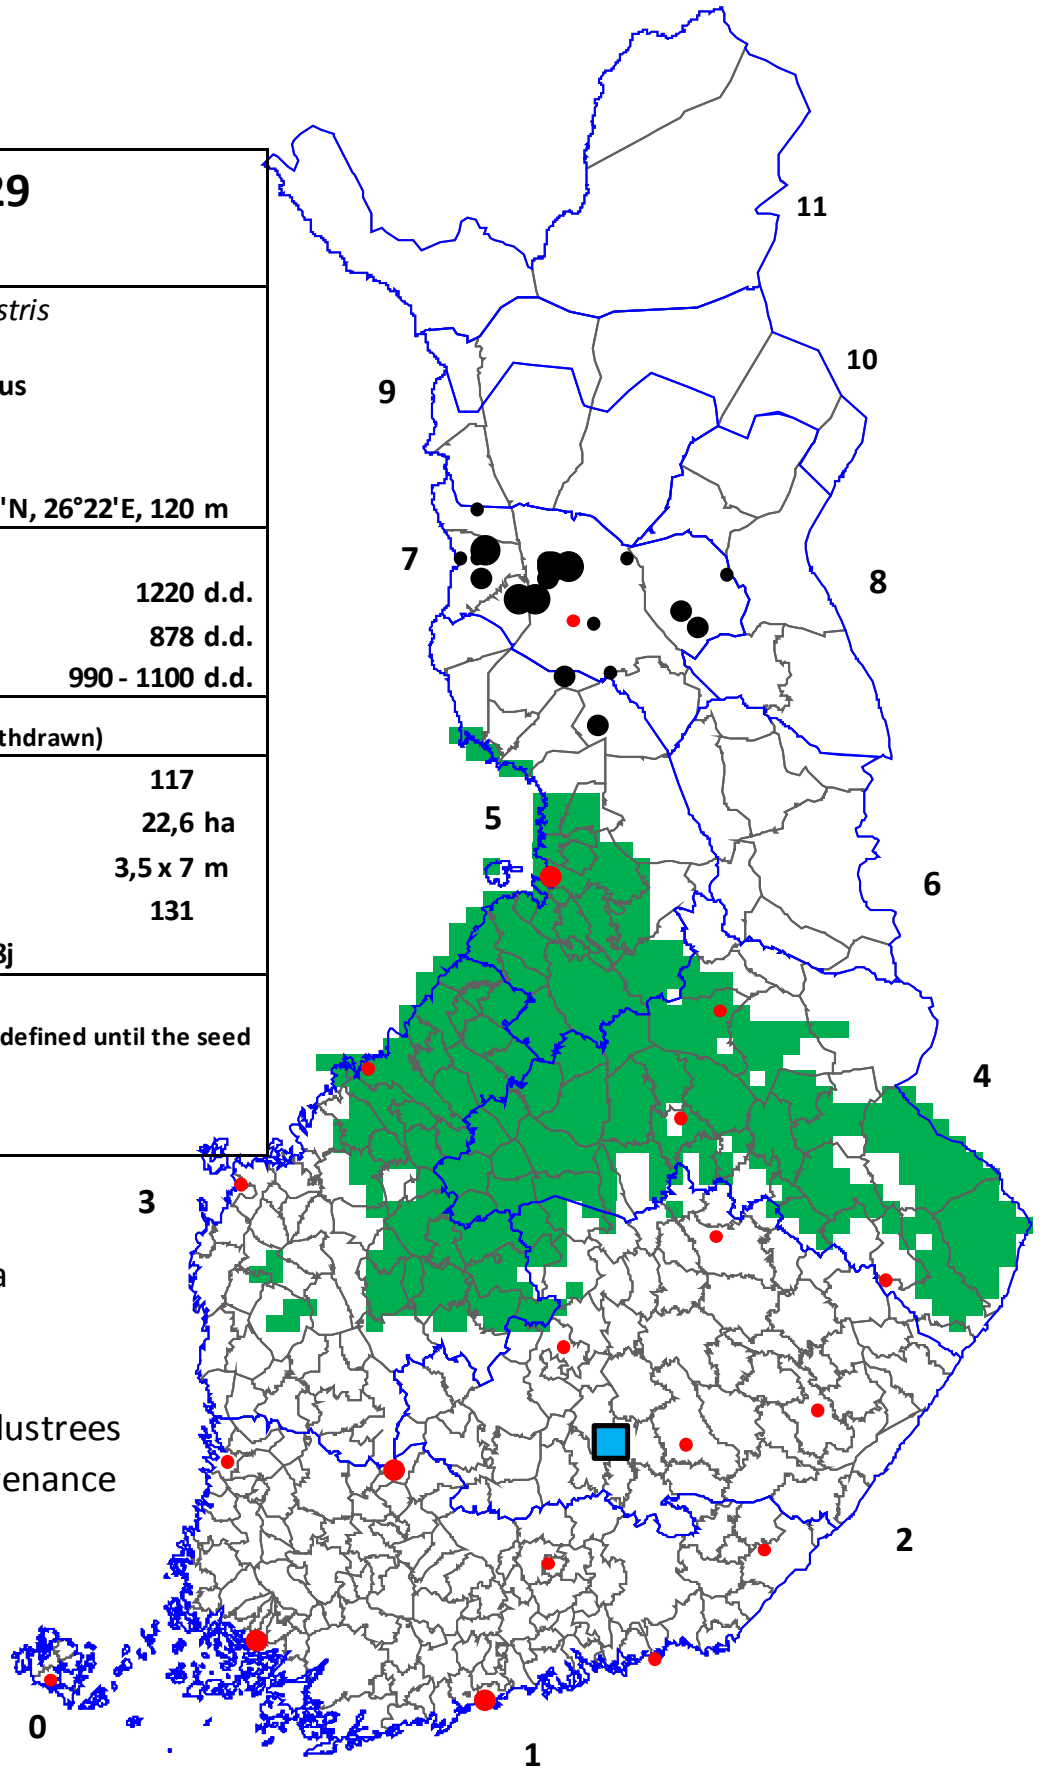 29
stris
us
'N, 26°22'E, 120 m
1220 d.d.
878 d.d.
990 - 1100 d.d.
thdrawn)
117
22,6 ha
3,5 x 7 m
131
3j
defined until the seed
a
lustrees
enance
11
10
9
8
7
6
5
4
3
2
1
0